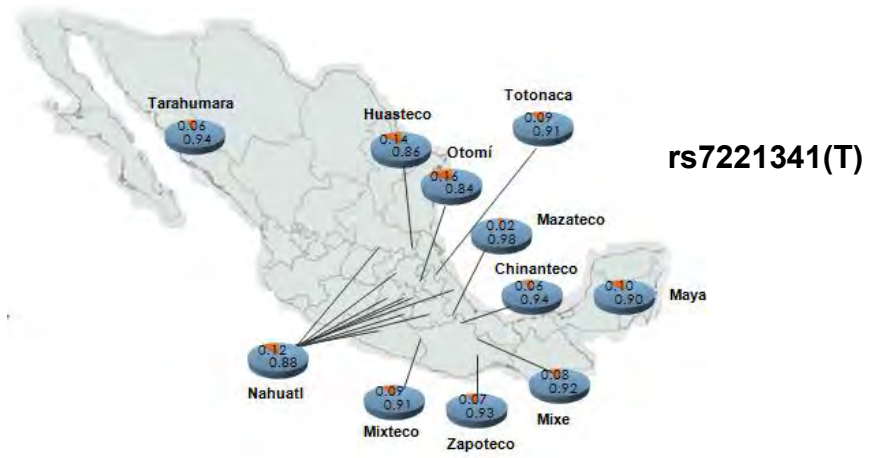 Totonaca
0.09
0.91
Tarahumara
0.06
0.94
Huasteco
0.14
0.86
Otomí
0.16
0.84
rs7221341(T)
Mazateco
0.02
0.98
Chinanteco
0.06
0.94
Maya
0.10
0.90
Nahuatl
0.12
0.88
Mixteco
0.09
0.91
Zapoteco
0.07
0.93
Mixe
0.08
0.92